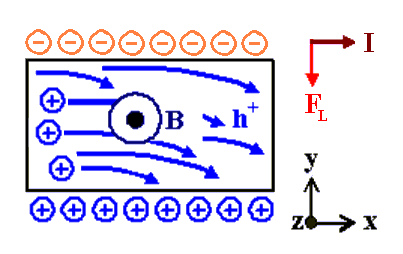 − − − − − − − −
I
F_L
+
+
+
B
h⁺
y
z
x
+ + + + + + + +